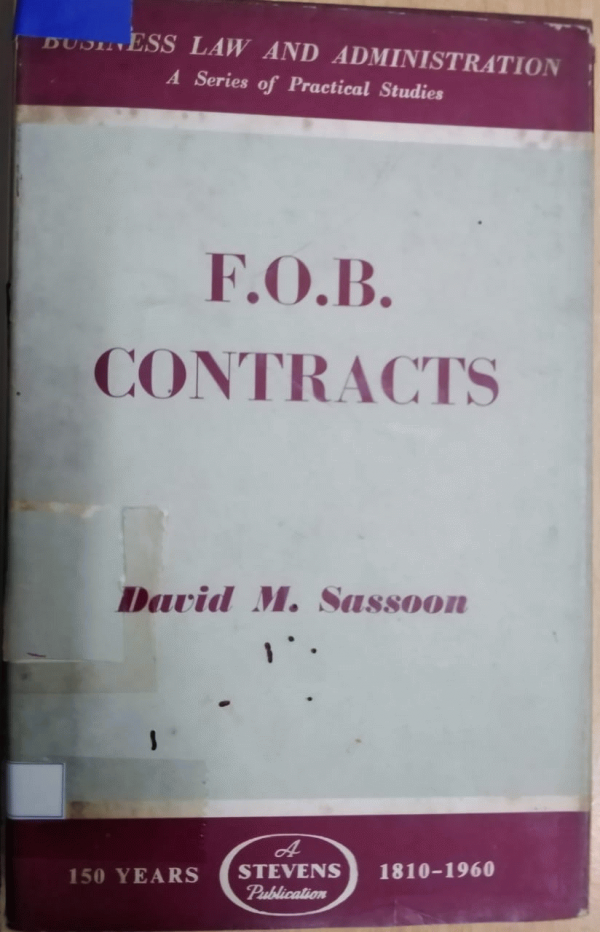 BUSINESS LAW AND ADMINISTRATION
A Series of Practical Studies
F.O.B.
CONTRACTS
David M. Sassoon
150 YEARS
A
STEVENS
Publication
1810-1960